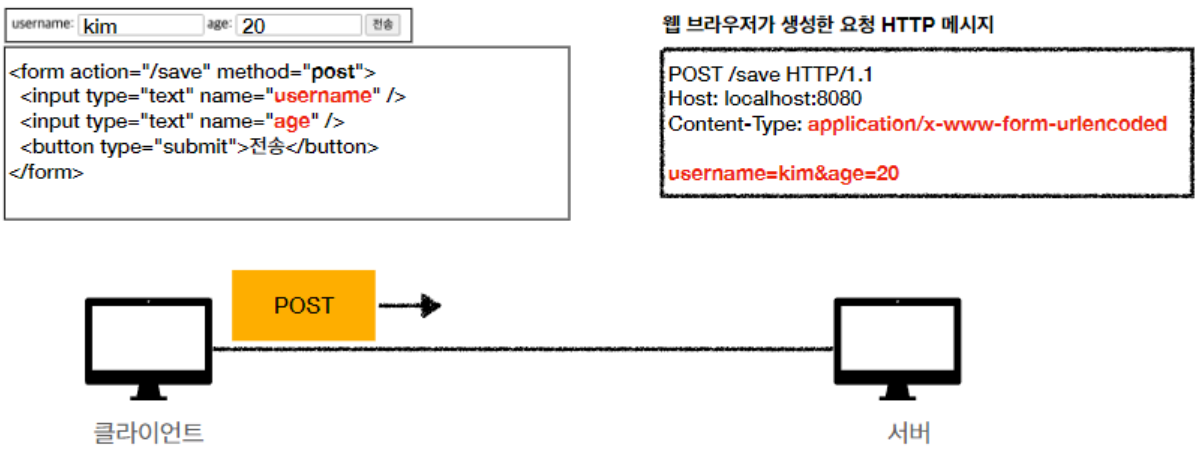 username: kim age: 20 전송
<form action="/save" method="post">
<input type="text" name="username" />
<input type="text" name="age" />
<button type="submit">전송</button>
</form>
웹 브라우저가 생성한 요청 HTTP 메시지
POST /save HTTP/1.1
Host: localhost:8080
Content-Type: application/x-www-form-urlencoded
username=kim&age=20
POST
클라이언트
서버